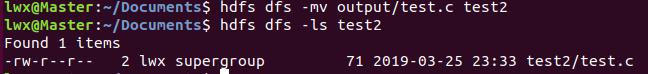 lwx@Master:~/Documents$ hdfs dfs -mv output/test.c test2
lwx@Master:~/Documents$ hdfs dfs -ls test2
Found 1 items
-rw-r--r--   2 lwx supergroup         71 2019-03-25 23:33 test2/test.c